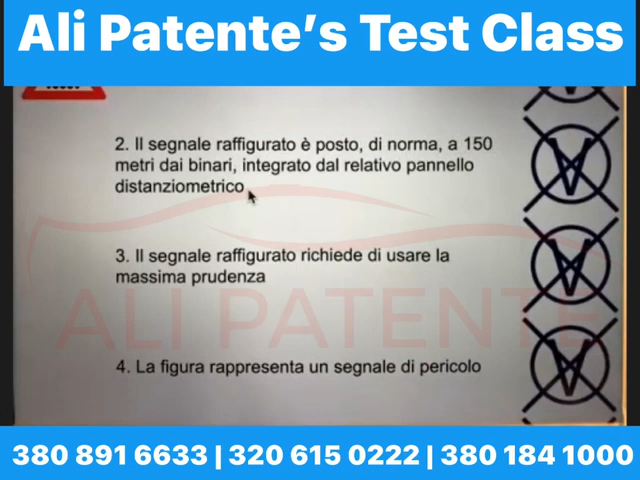 Ali Patente's Test Class
2. Il segnale raffigurato è posto, di norma, a 150
metri dai binari, integrato dal relativo pannello
distanziometrico
V
3. Il segnale raffigurato richiede di usare la
massima prudenza
V
ALI PATENTE
4. La figura rappresenta un segnale di pericolo
V
380 891 6633 | 320 615 0222 | 380 184 1000